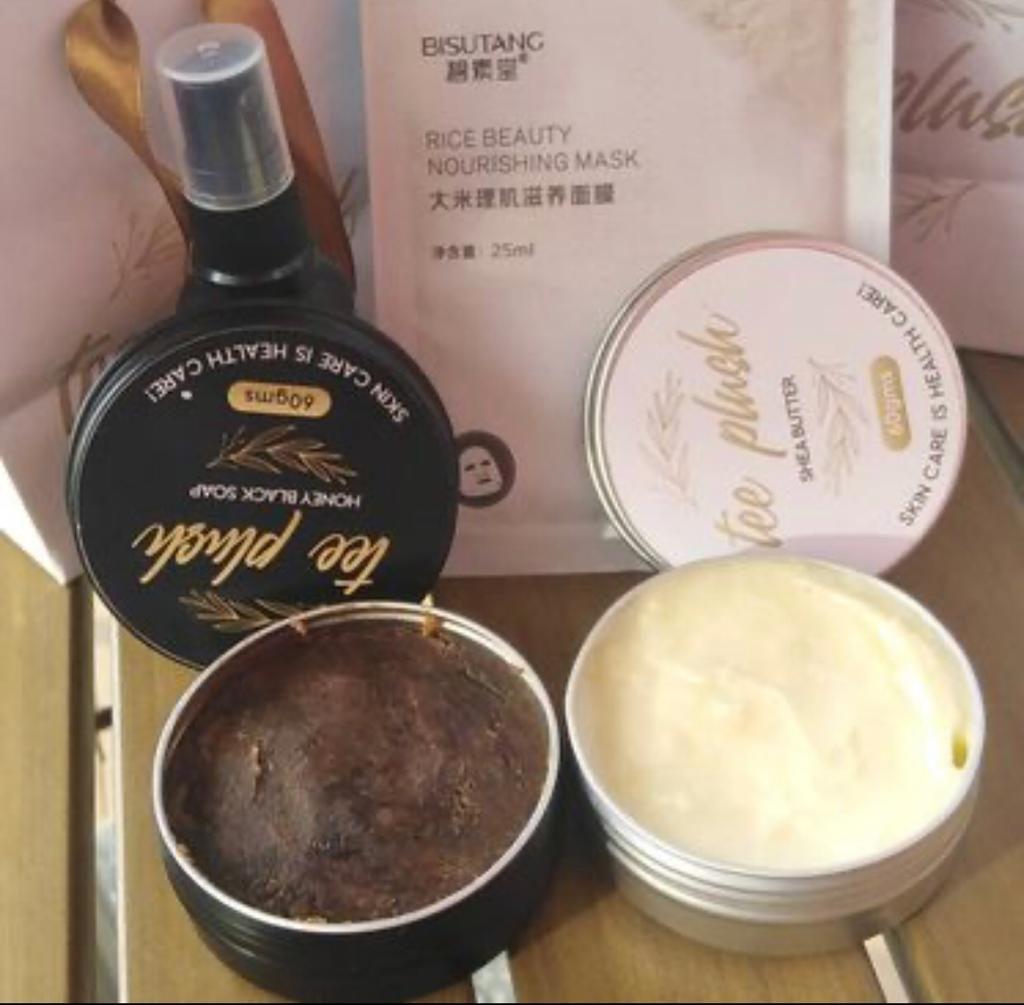 BISUTANG
碧素堂®
RICE BEAUTY
NOURISHING MASK
大米理肌滋养面膜
净含量: 25ml
plush
SKIN CARE IS HEALTH CARE!
60gms
HONEY BLACK SOAP
tee plush
tee plush
SHEA BUTTER
60gms
SKIN CARE IS HEALTH CARE!